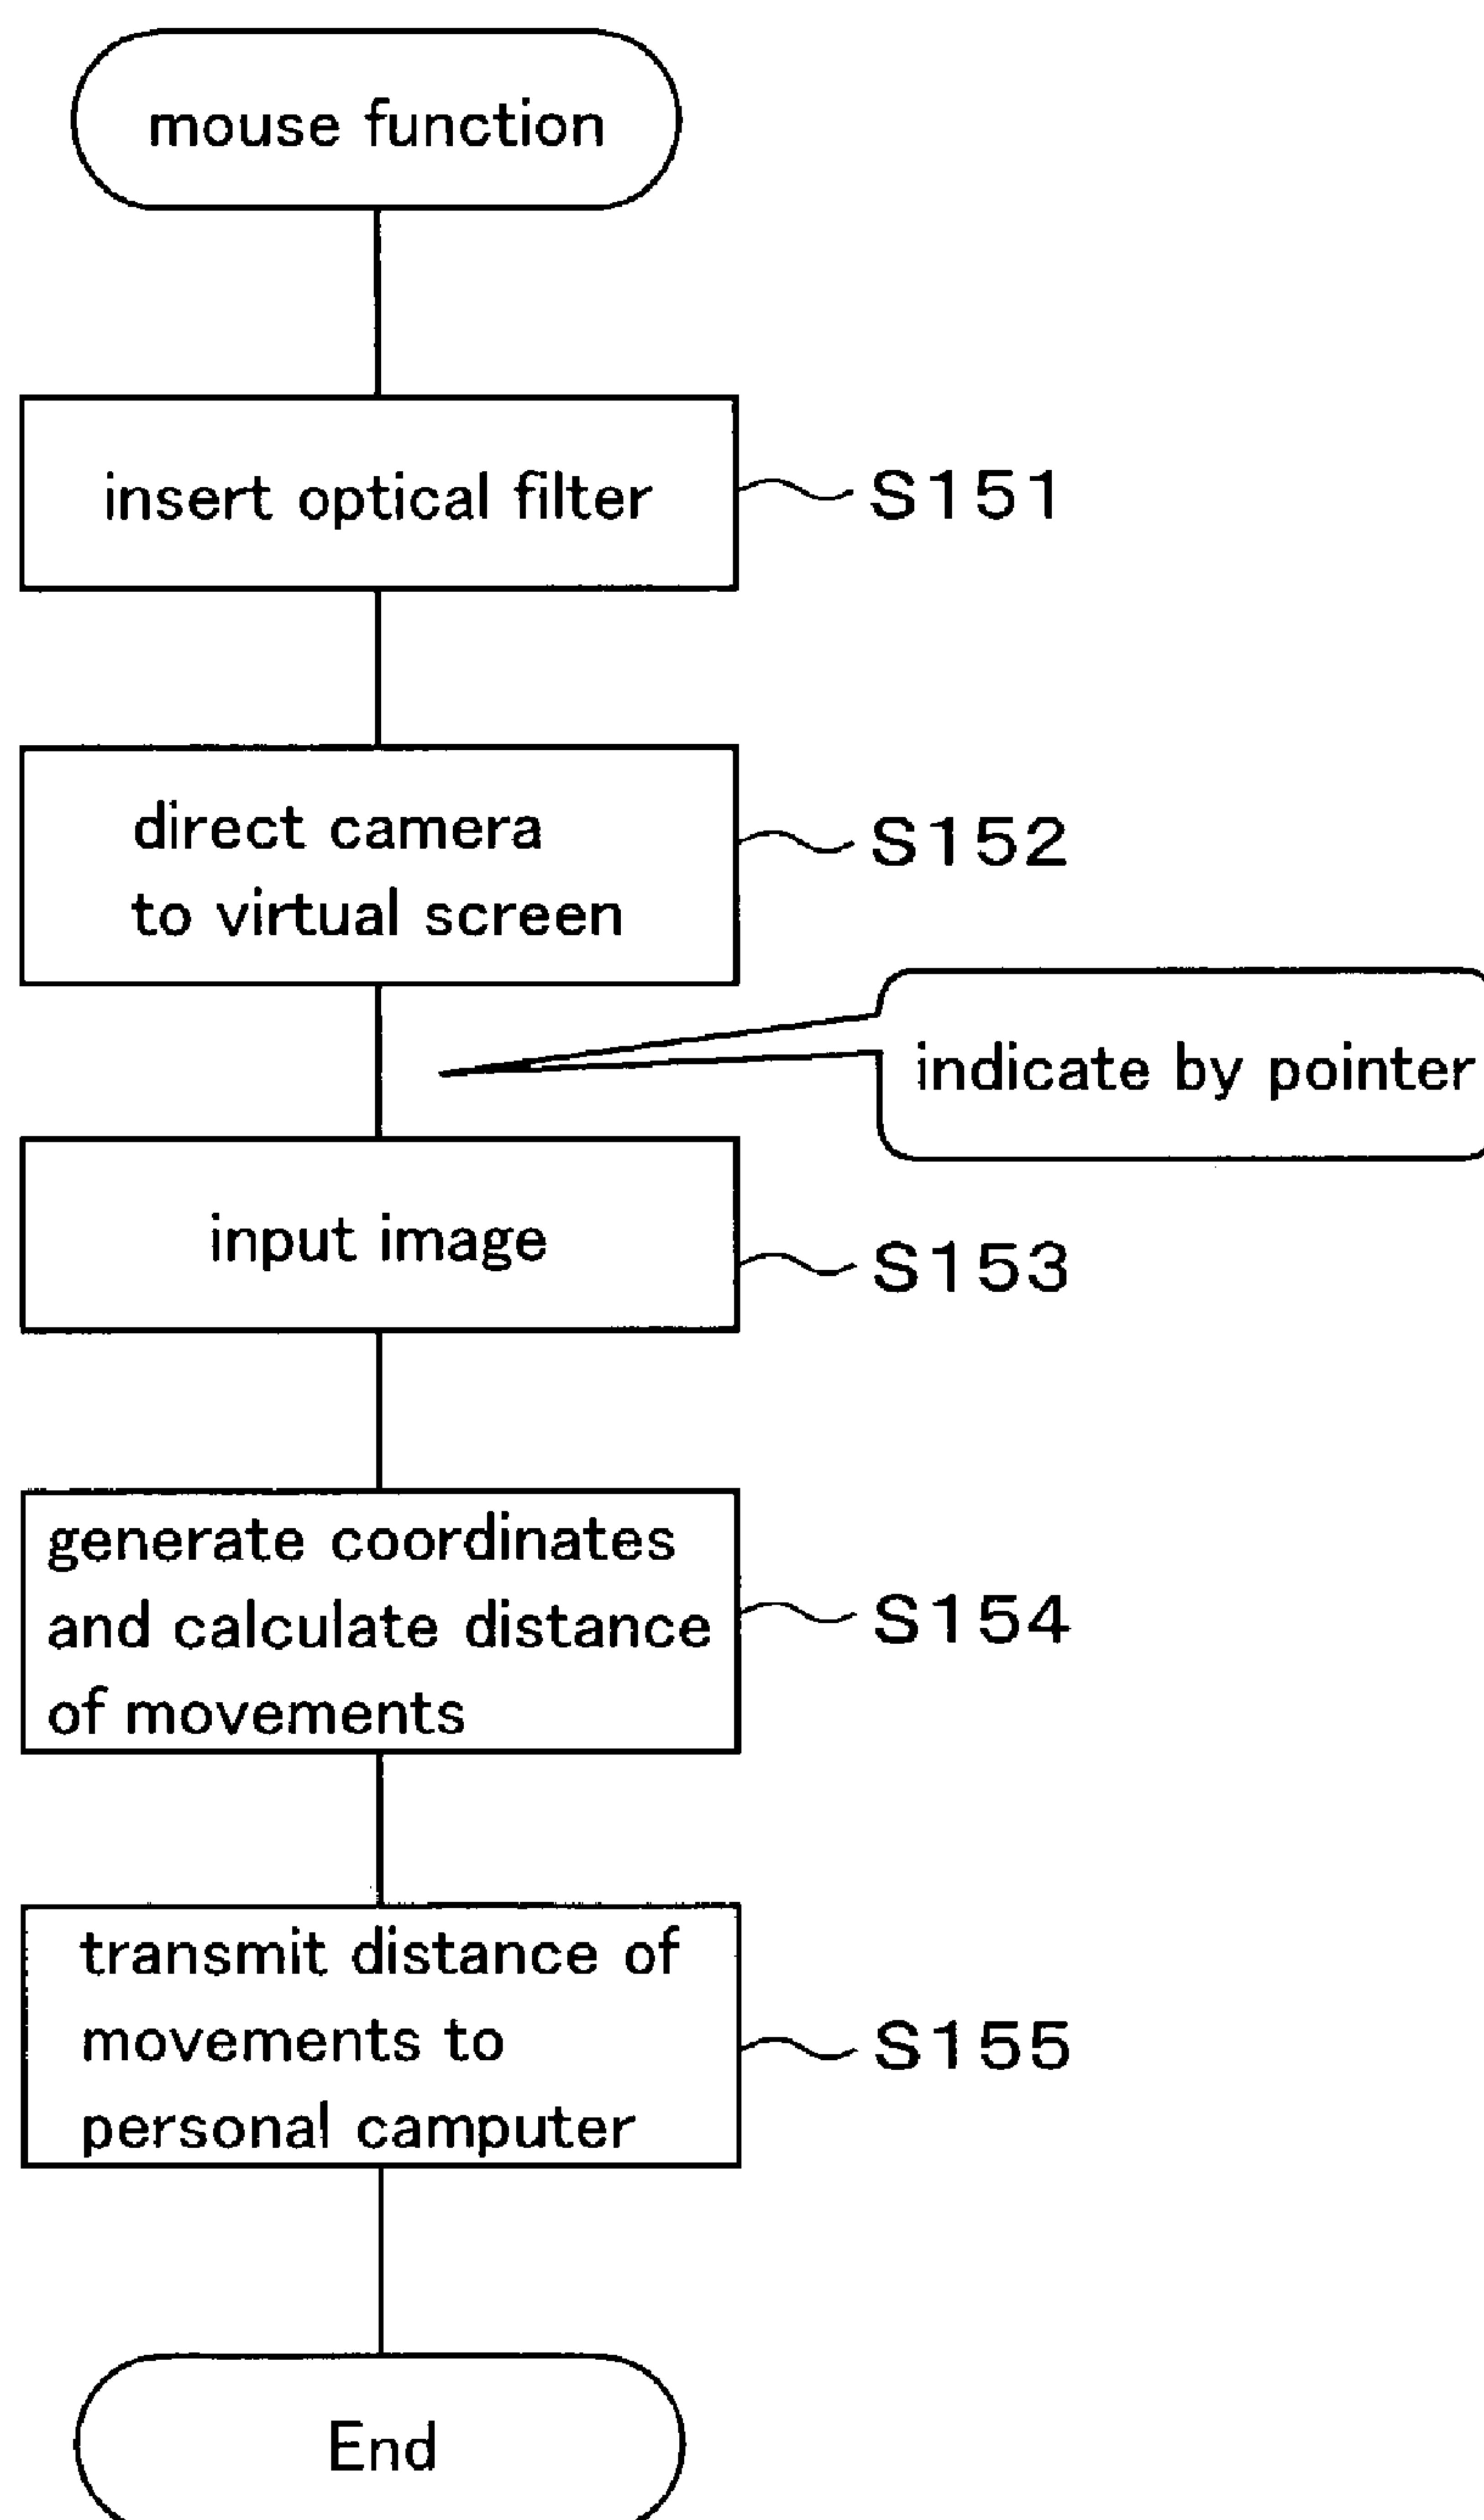 mouse function
insert optical filter
S151
direct camera
to virtual screen
S152
indicate by pointer
input image
S153
generate coordinates
and calculate distance
of movements
S154
transmit distance of
movements to
personal camputer
S155
End